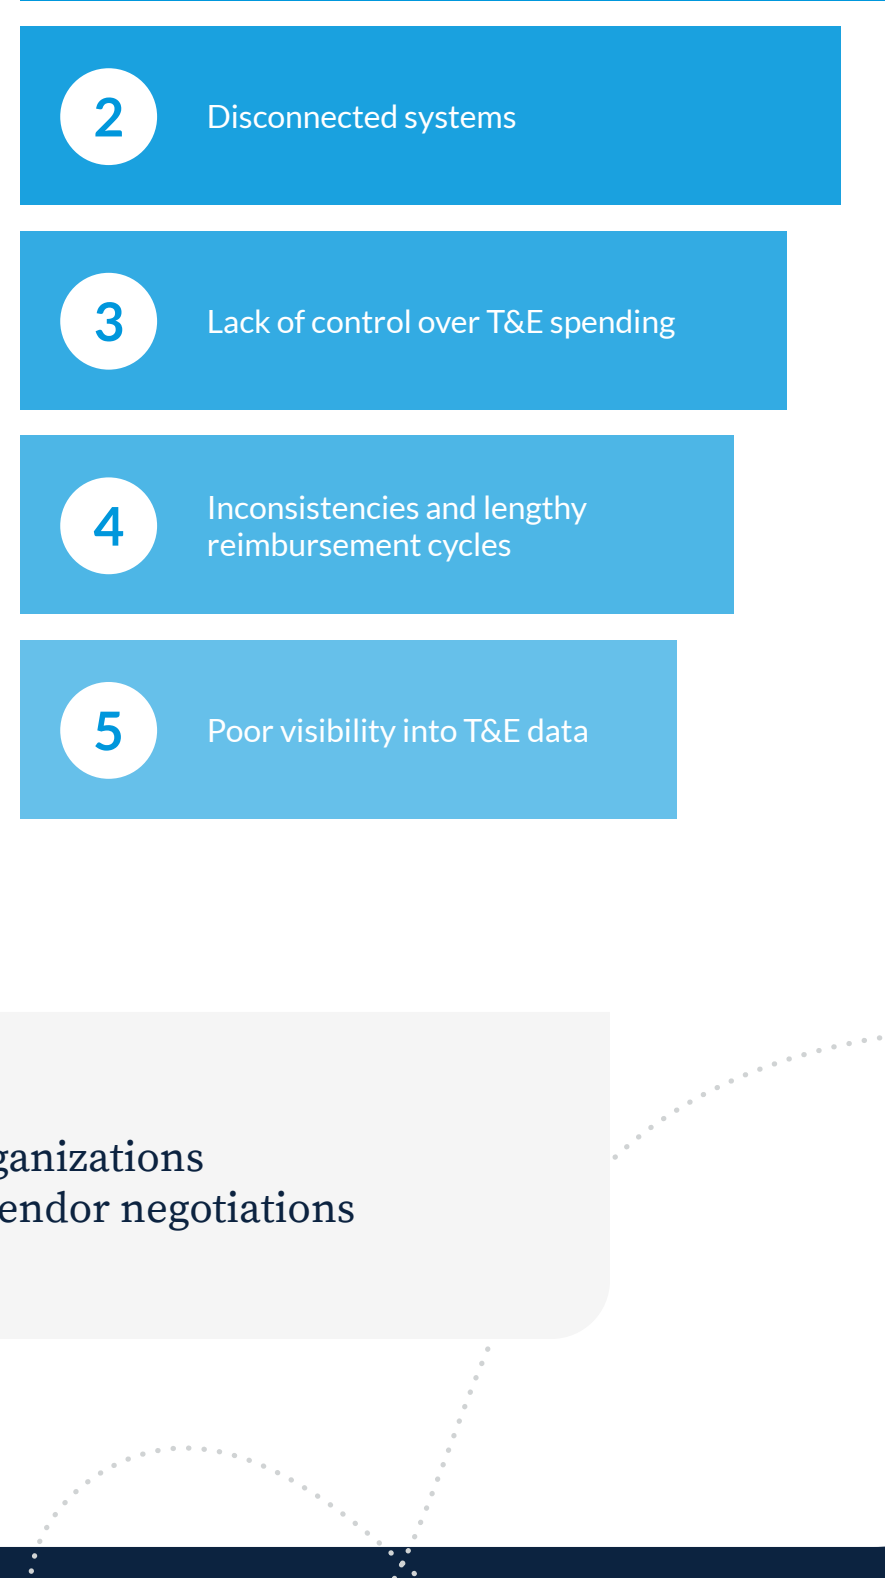 2
Disconnected systems
3
Lack of control over T&E spending
4
Inconsistencies and lengthy
reimbursement cycles
5
Poor visibility into T&E data
ganizations
endor negotiations